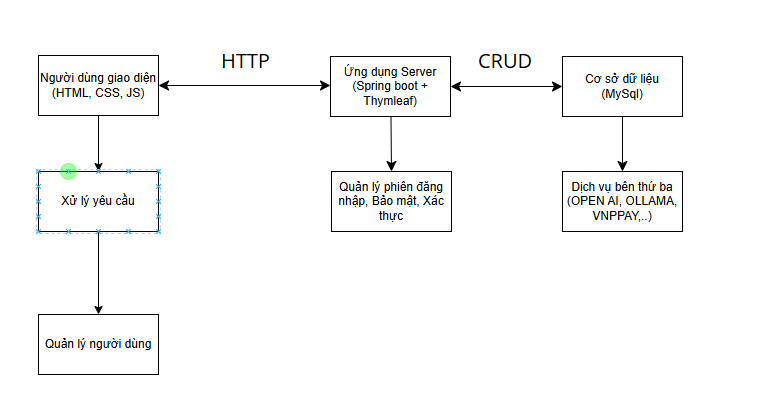 HTTP
CRUD
Người dùng giao diện
(HTML, CSS, JS)
Ứng dụng Server
(Spring boot +
Thymleaf)
Cơ sở dữ liệu
(MySql)
Xử lý yêu cầu
Quản lý phiên đăng
nhập, Bảo mật, Xác
thực
Dịch vụ bên thứ ba
(OPEN AI, OLLAMA,
VNPPAY,..)
Quản lý người dùng